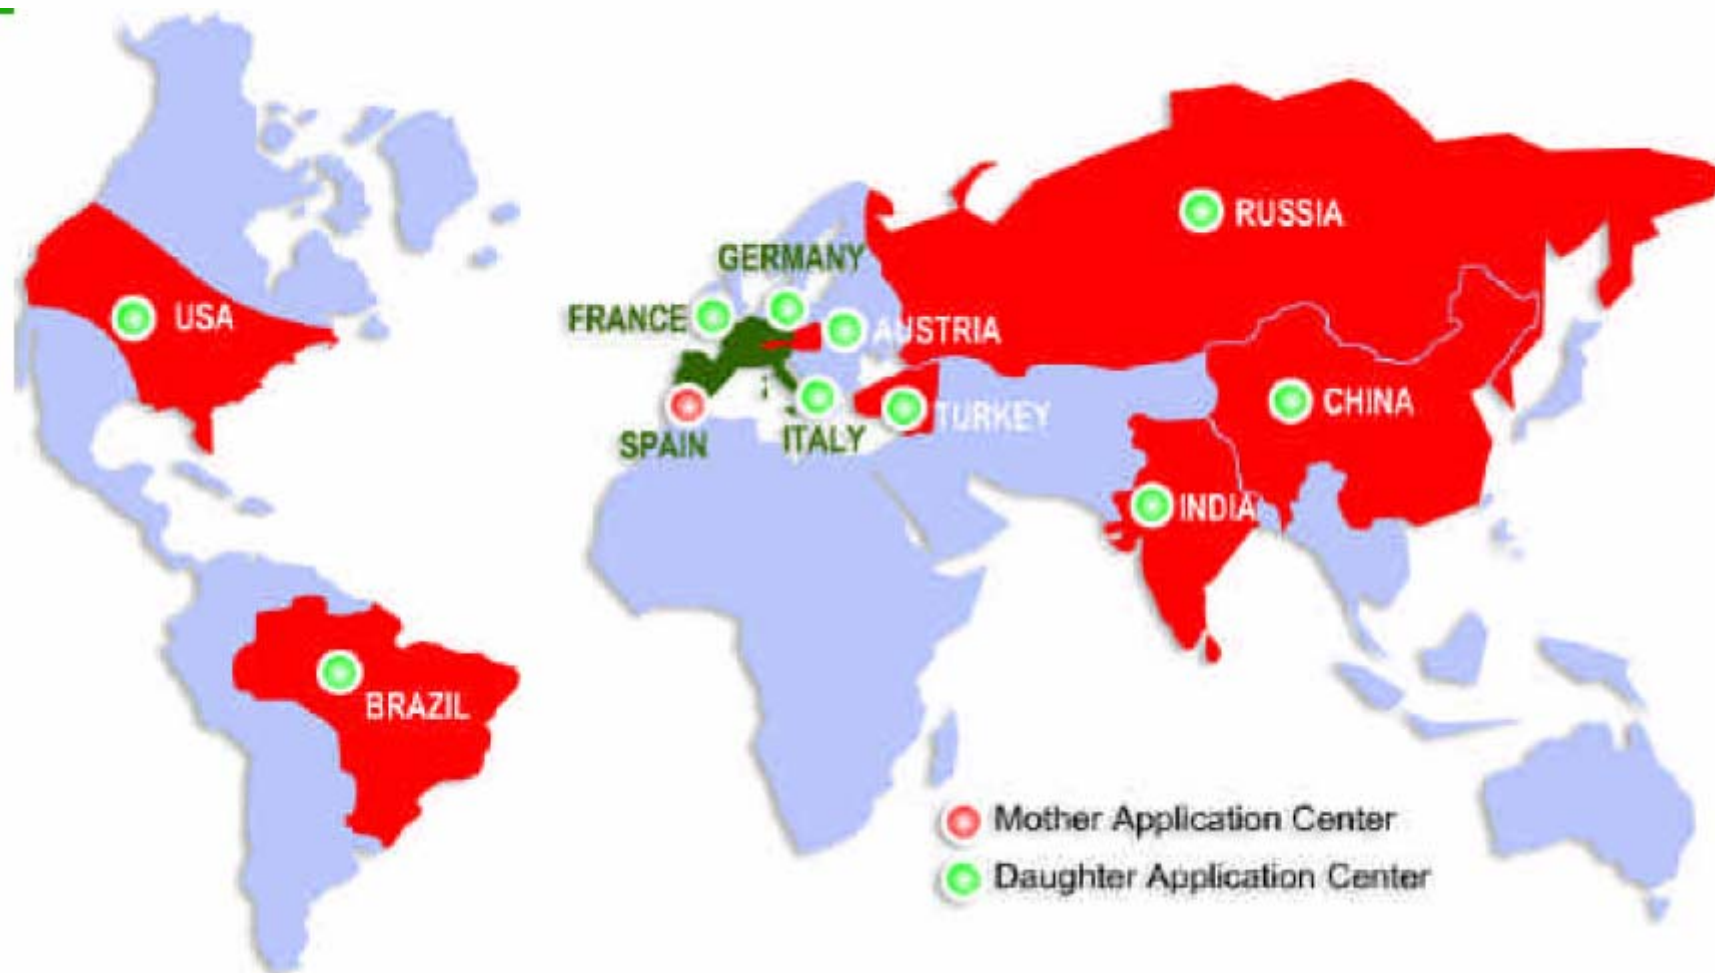 RUSSIA
GERMANY
USA
FRANCE
AUSTRIA
CHINA
TURKEY
SPAIN
ITALY
INDIA
BRAZIL
Mother Application Center
Daughter Application Center